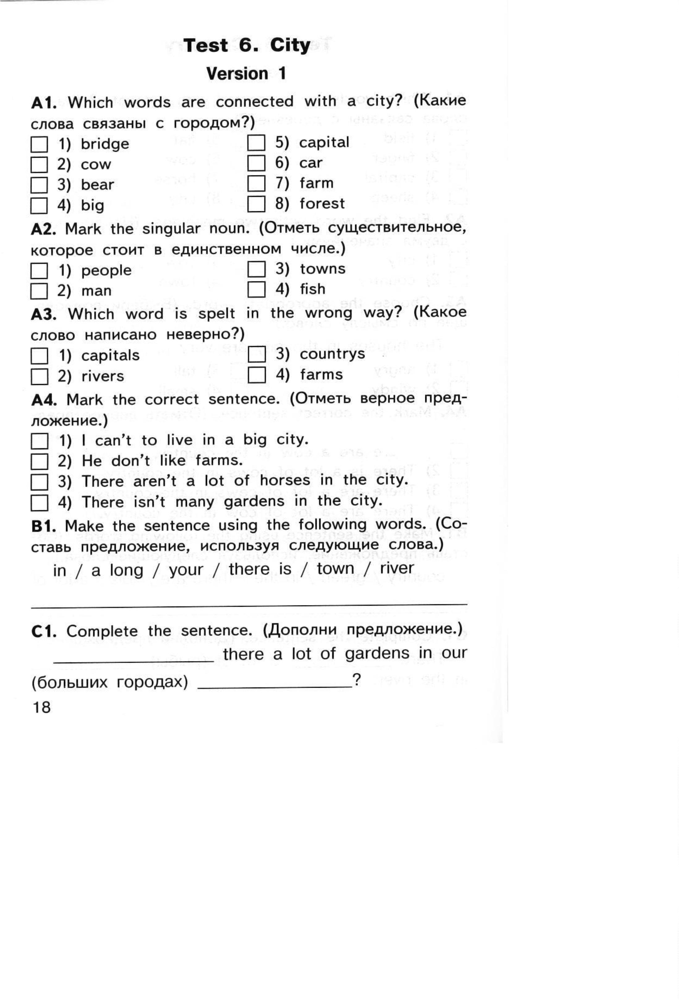 Test 6. City
Version 1
A1. Which words are connected with a city? (Какие
слова связаны с городом?)
1) bridge
2) cow
3) bear
4) big
5) capital
6) car
7) farm
8) forest
A2. Mark the singular noun. (Отметь существительное,
которое стоит в единственном числе.)
1) people
2) man
3) towns
4) fish
A3. Which word is spelt in the wrong way? (Какое
слово написано неверно?)
1) capitals
2) rivers
3) countrys
4) farms
A4. Mark the correct sentence. (Отметь верное пред-
ложение.)
1) I can't to live in a big city.
2) He don't like farms.
3) There aren't a lot of horses in the city.
4) There isn't many gardens in the city.
B1. Make the sentence using the following words. (Со-
ставь предложение, используя следующие слова.)
in / a long / your / there is / town / river
C1. Complete the sentence. (Дополни предложение.)
____ there a lot of gardens in our
(больших городах) ____?
18